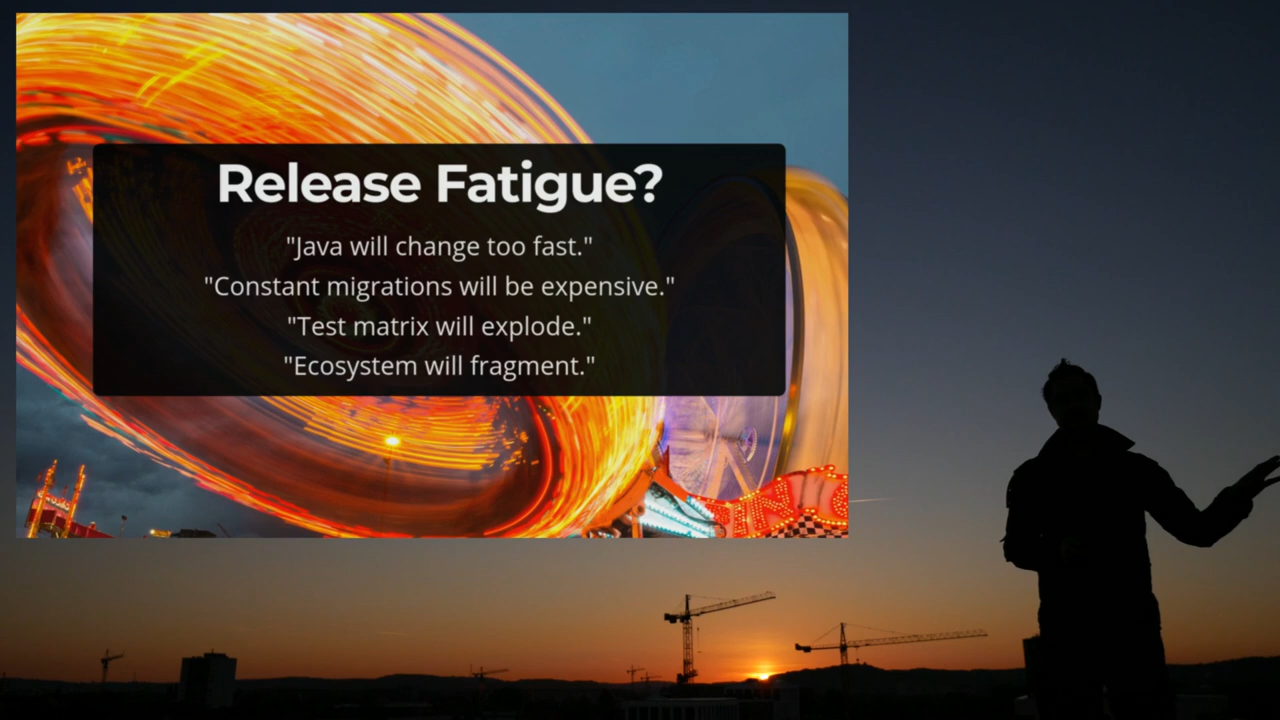 Release Fatigue?
"Java will change too fast."
"Constant migrations will be expensive."
"Test matrix will explode."
"Ecosystem will fragment."